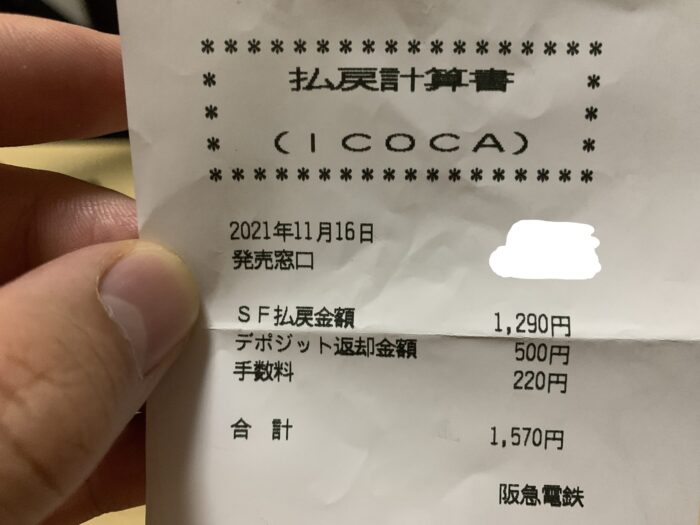 * * * * * * * * * * * * * * * * * * *
* 払戻計算書 *
* *
* (ICOCA) *
* * * * * * * * * * * * * * * * * *
2021年11月16日
発売窓口
SF払戻金額 1,290円
デポジット返却金額 500円
手数料 220円
合 計 1,570円
阪急電鉄